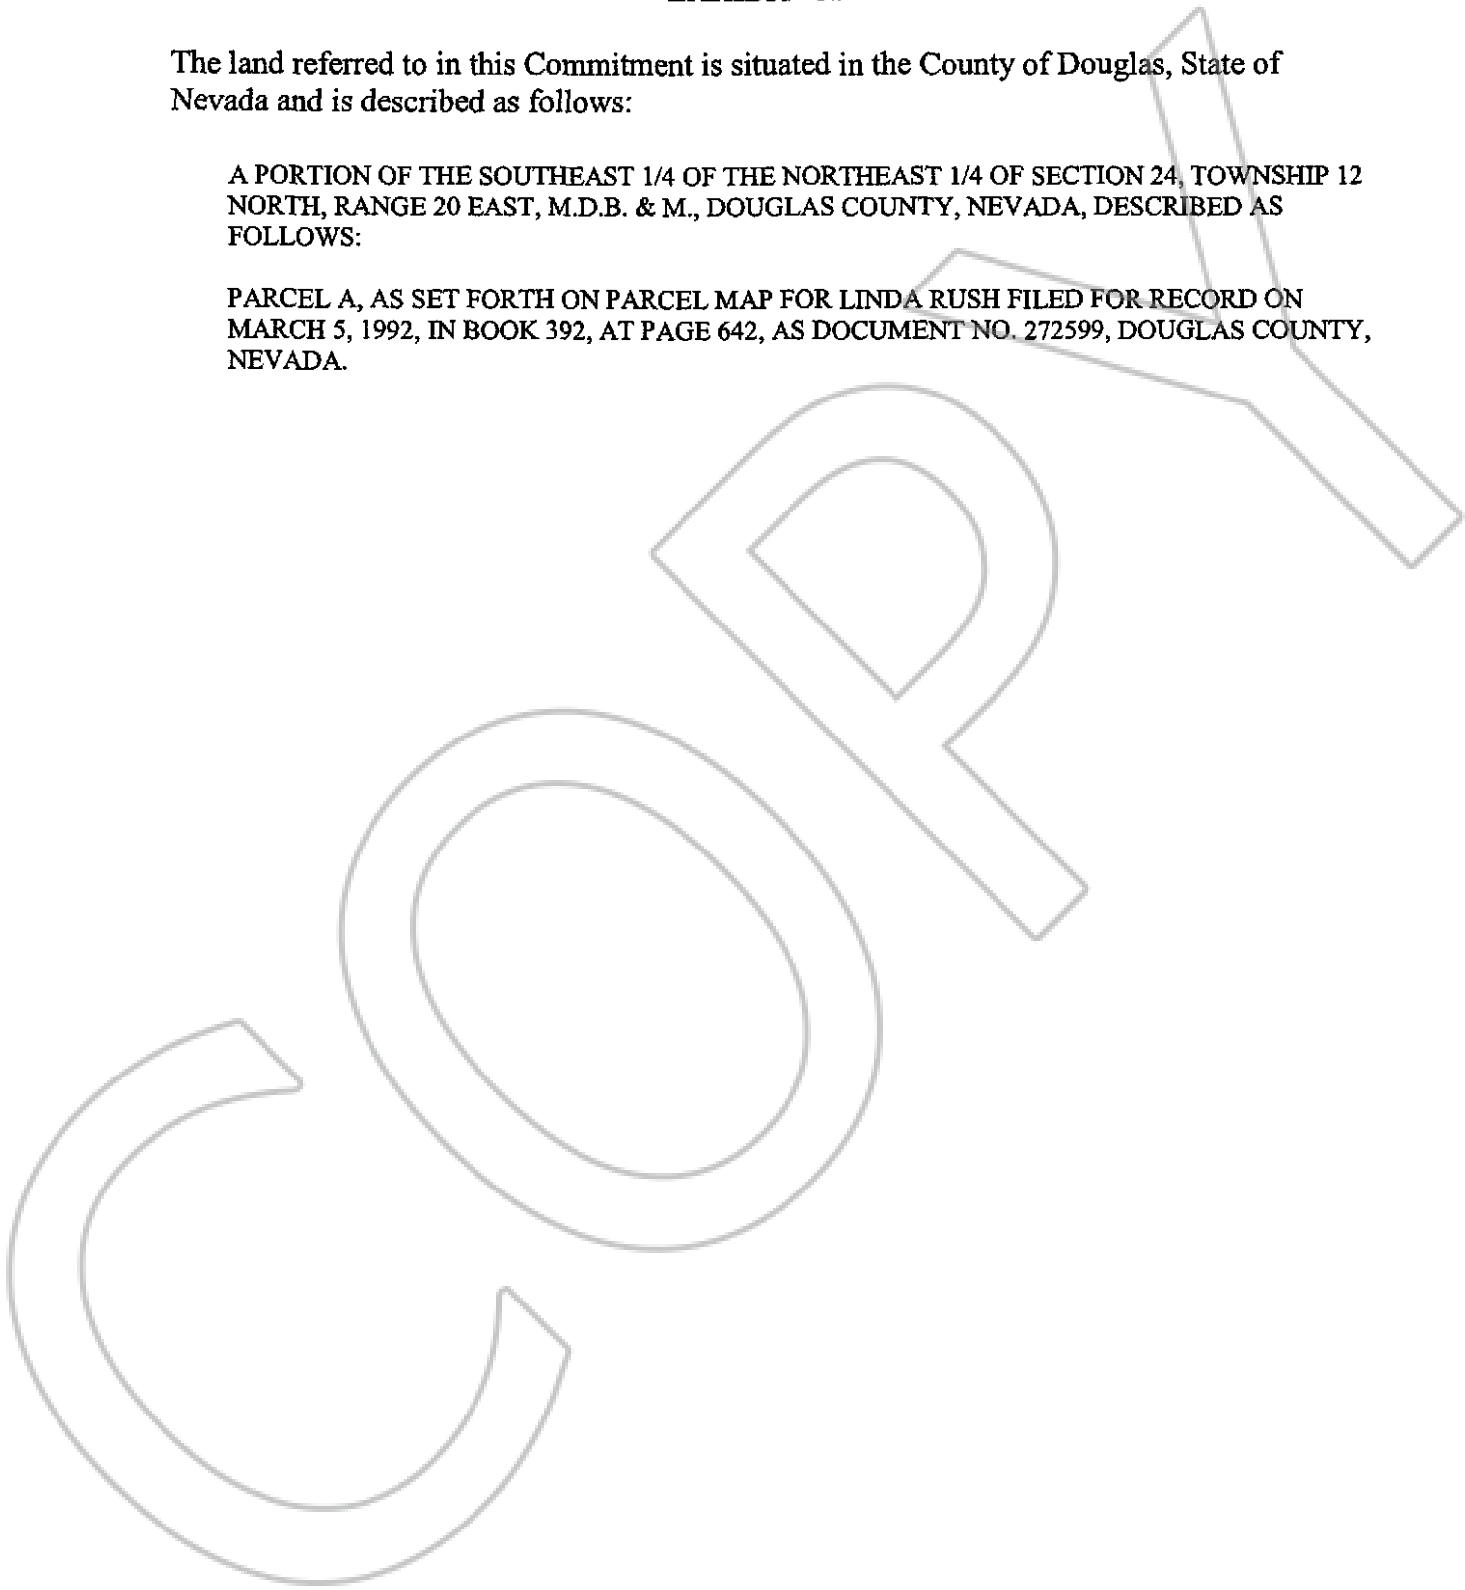 The land referred to in this Commitment is situated in the County of Douglas, State of
Nevada and is described as follows:
A PORTION OF THE SOUTHEAST 1/4 OF THE NORTHEAST 1/4 OF SECTION 24, TOWNSHIP 12
NORTH, RANGE 20 EAST, M.D.B. & M., DOUGLAS COUNTY, NEVADA, DESCRIBED AS
FOLLOWS:
PARCEL A, AS SET FORTH ON PARCEL MAP FOR LINDA RUSH FILED FOR RECORD ON
MARCH 5, 1992, IN BOOK 392, AT PAGE 642, AS DOCUMENT NO. 272599, DOUGLAS COUNTY,
NEVADA.
COPY